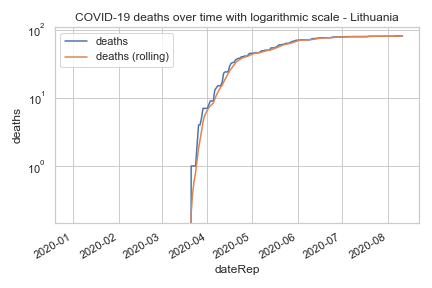 COVID-19 deaths over time with logarithmic scale - Lithuania
deaths
deaths (rolling)
10²
10¹
10⁰
deaths
2020-01
2020-02
2020-03
2020-04
2020-05
2020-06
2020-07
2020-08
dateRep